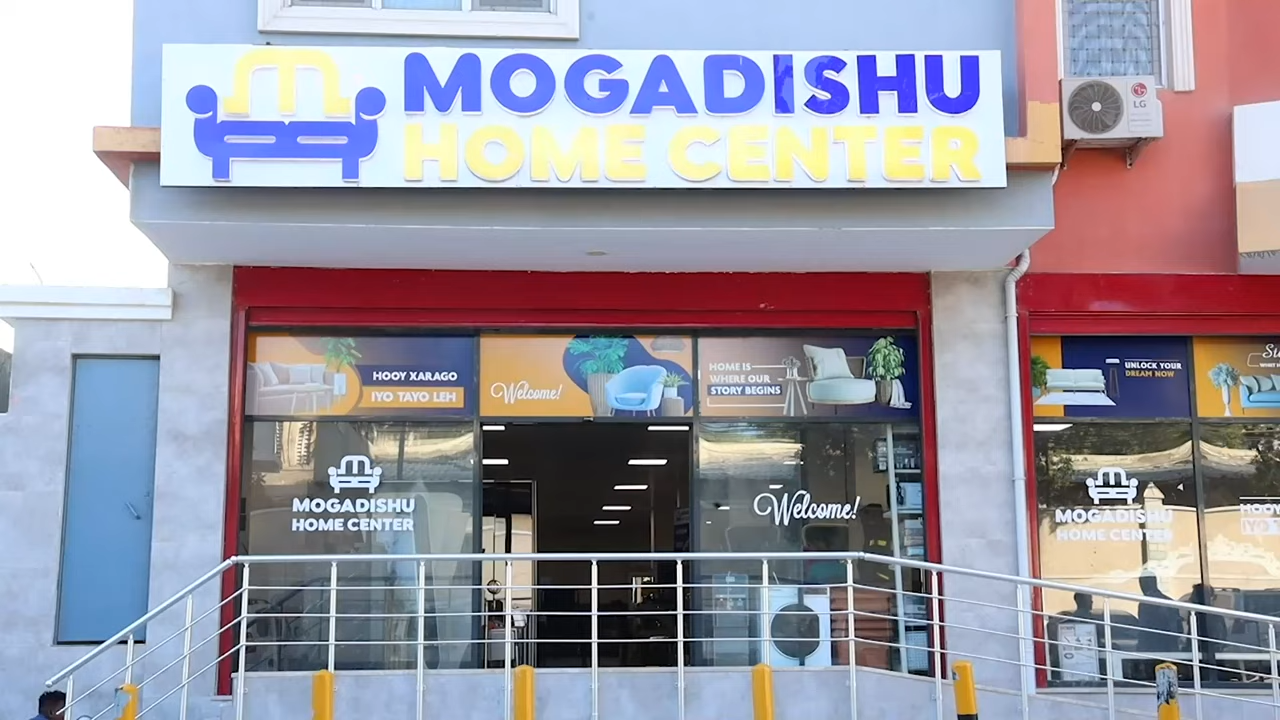 MOGADISHU
HOME CENTER
LG
HOOY XARAGO
IYO TAYO LEH
Welcome!
HOME IS
WHERE OUR
STORY BEGINS
UNLOCK YOUR
DREAM NOW
MOGADISHU
HOME CENTER
Welcome!
MOGADISHU
HOME CENTER